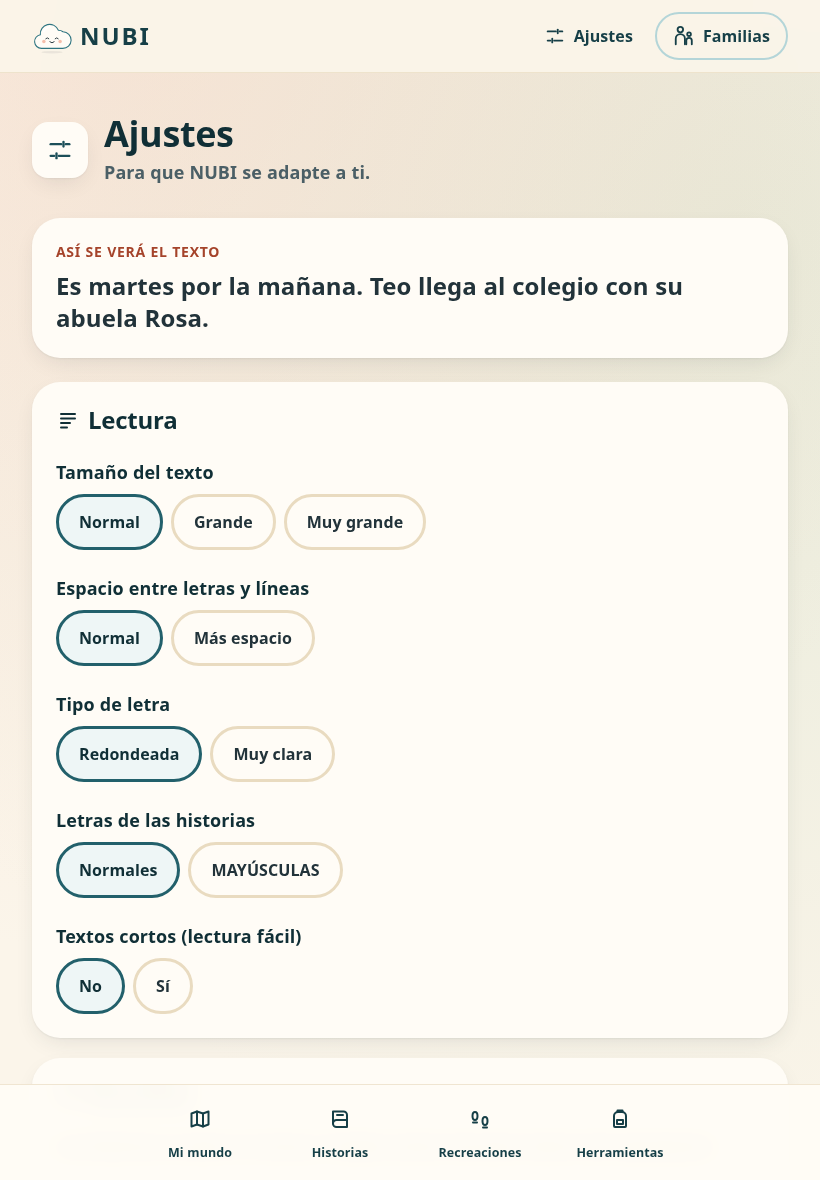 NUBI
Ajustes
Familias
Ajustes
Para que NUBI se adapte a ti.
ASÍ SE VERÁ EL TEXTO
Es martes por la mañana. Teo llega al colegio con su
abuela Rosa.
Lectura
Tamaño del texto
Normal
Grande
Muy grande
Espacio entre letras y líneas
Normal
Más espacio
Tipo de letra
Redondeada
Muy clara
Letras de las historias
Normales
MAYÚSCULAS
Textos cortos (lectura fácil)
No
Sí
Mi mundo
Historias
Recreaciones
Herramientas